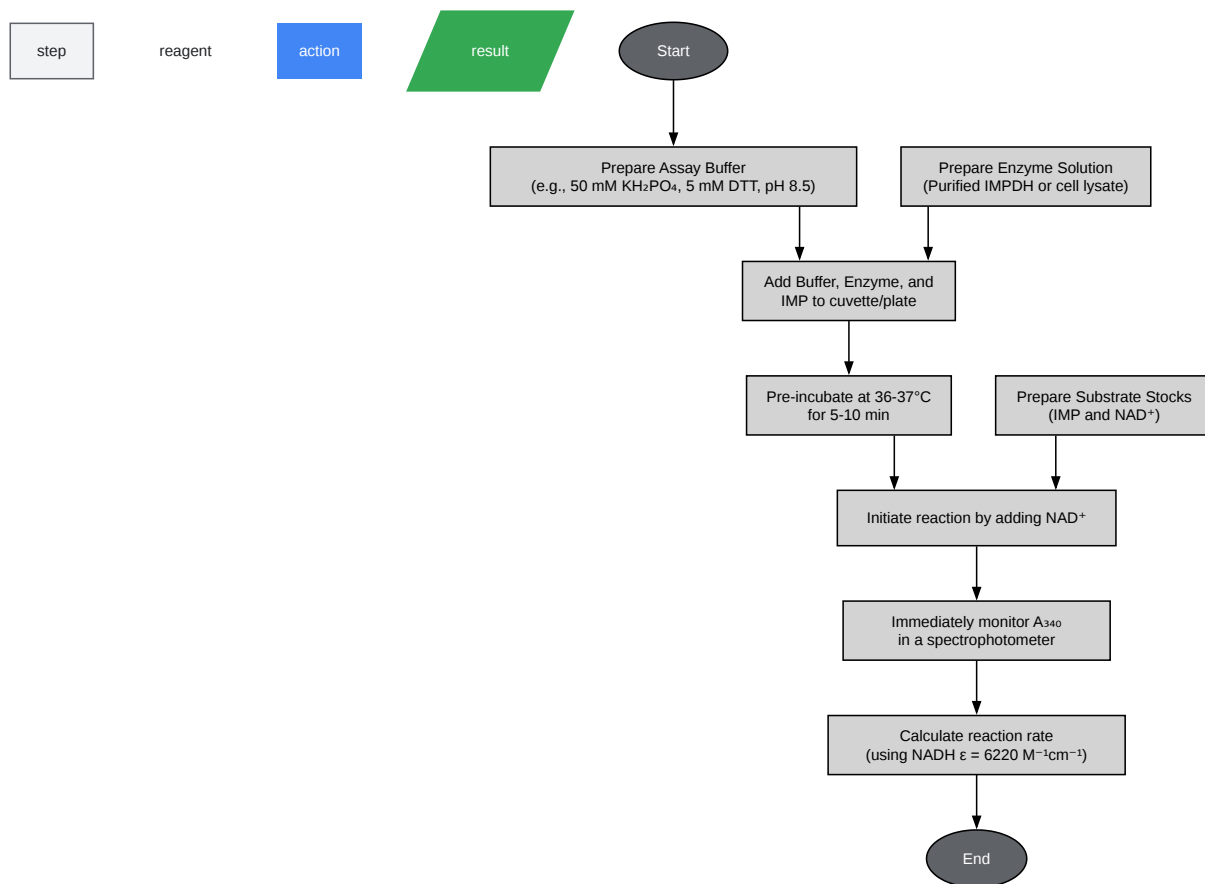 step
reagent
action
result
Start
Prepare Assay Buffer
(e.g., 50 mM KH₂PO₄, 5 mM DTT, pH 8.5)
Prepare Enzyme Solution
(Purified IMPDH or cell lysate)
Add Buffer, Enzyme, and
IMP to cuvette/plate
Pre-incubate at 36-37°C
for 5-10 min
Prepare Substrate Stocks
(IMP and NAD⁺)
Initiate reaction by adding NAD⁺
Immediately monitor A₃₄₀
in a spectrophotometer
Calculate reaction rate
(using NADH ε = 6220 M⁻¹cm⁻¹)
End